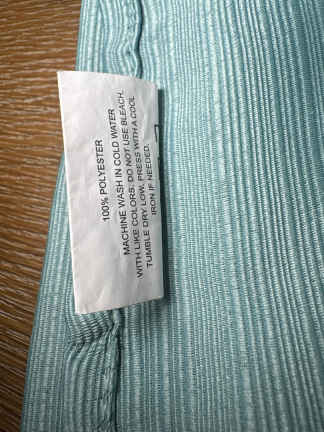 100% POLYESTER
MACHINE WASH IN COLD WATER
WITH LIKE COLORS. DO NOT USE BLEACH.
TUMBLE DRY LOW. PRESS WITH A COOL
IRON IF NEEDED.